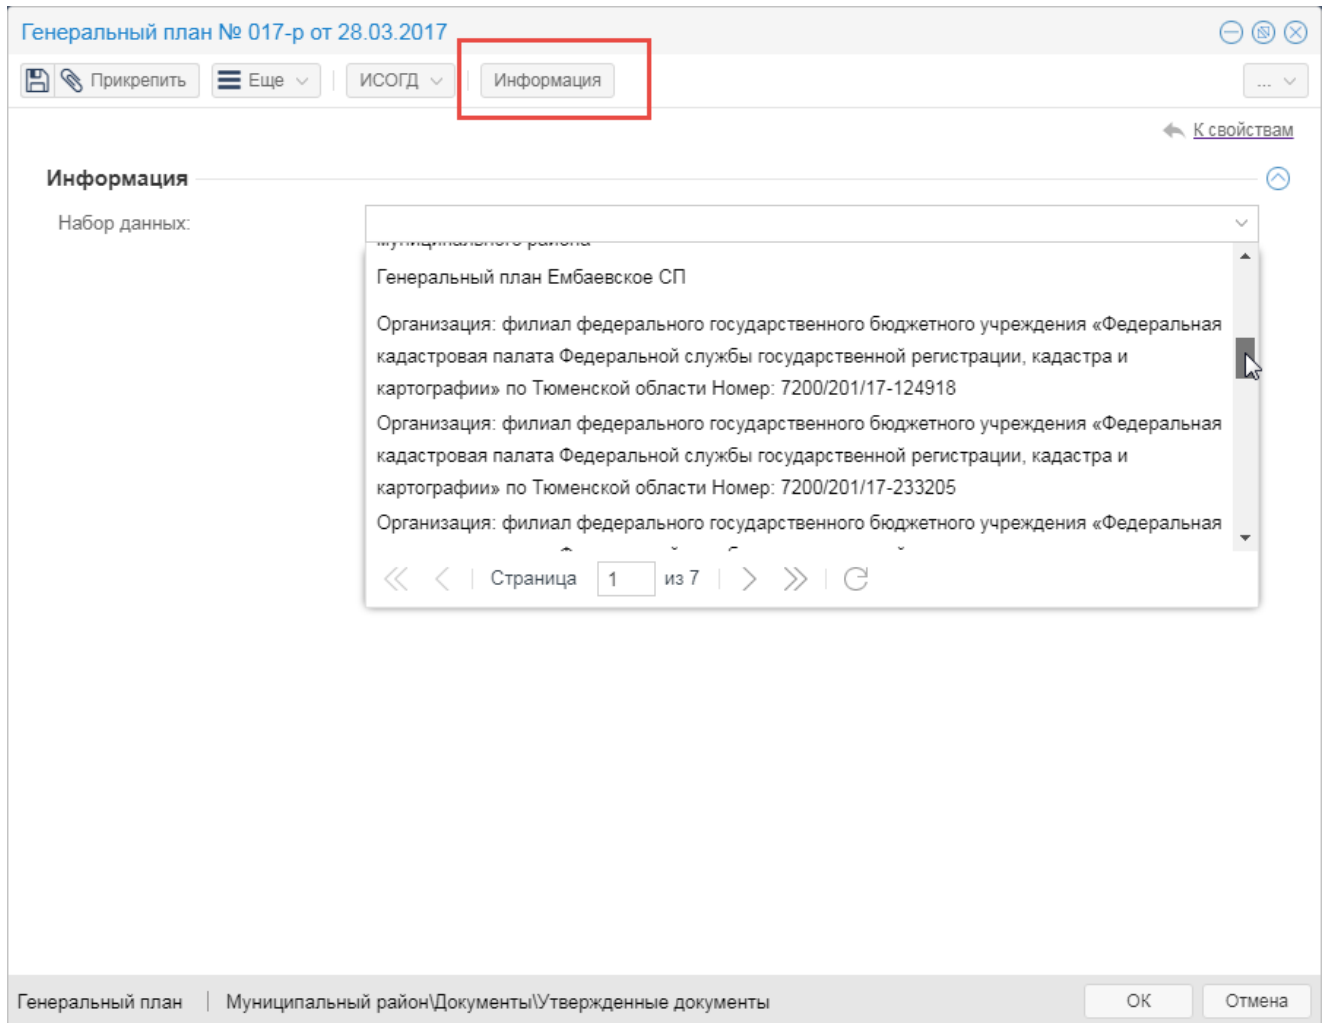 Генеральный план № 017-р от 28.03.2017
Прикрепить Еще ИСОГД Информация ...
К свойствам
Информация
Набор данных:
муниципального района
Генеральный план Ембаевское СП
Организация: филиал федерального государственного бюджетного учреждения «Федеральная
кадастровая палата Федеральной службы государственной регистрации, кадастра и
картографии» по Тюменской области Номер: 7200/201/17-124918
Организация: филиал федерального государственного бюджетного учреждения «Федеральная
кадастровая палата Федеральной службы государственной регистрации, кадастра и
картографии» по Тюменской области Номер: 7200/201/17-233205
Организация: филиал федерального государственного бюджетного учреждения «Федеральная
Страница 1 из 7
Генеральный план Муниципальный район\Документы\Утвержденные документы ОК Отмена